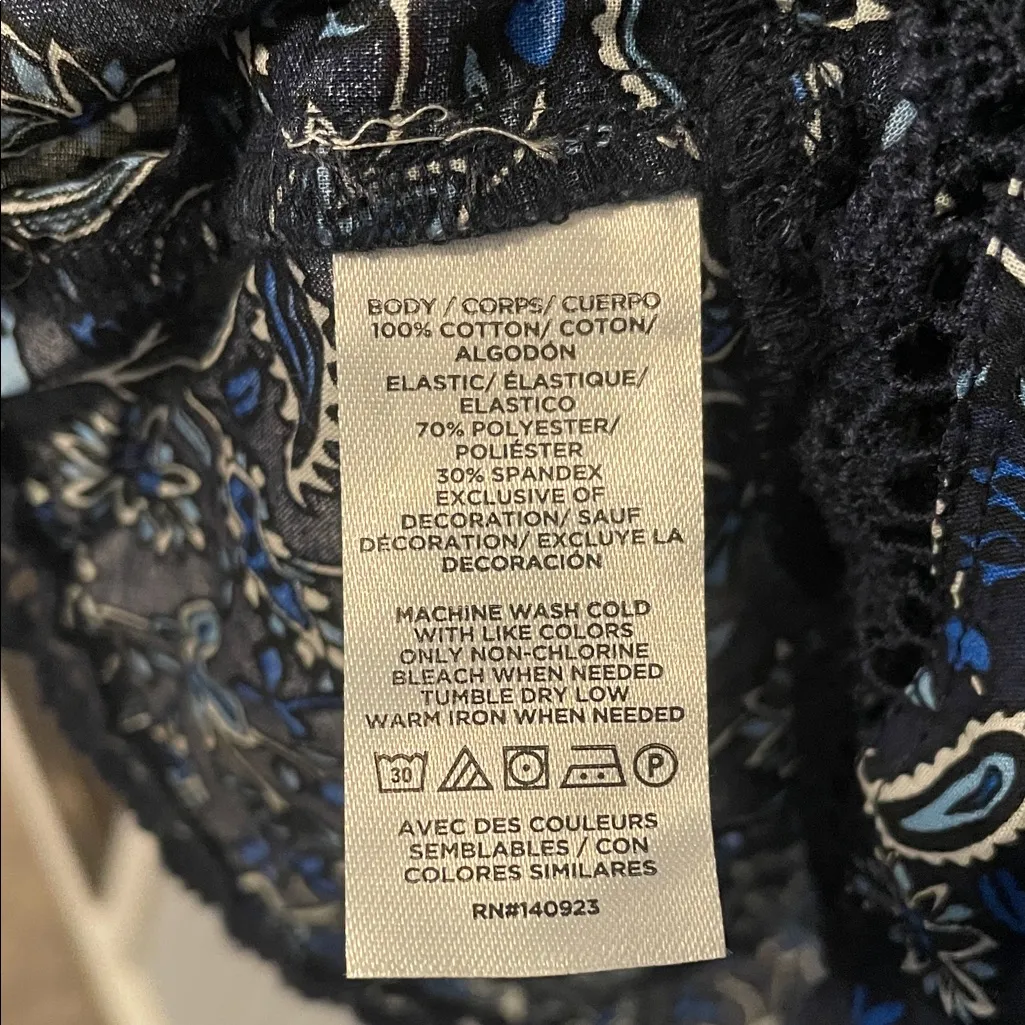 BODY / CORPS/ CUERPO
100% COTTON/ COTON/
ALGODÓN
ELASTIC/ ÉLASTIQUE/
ELASTICO
70% POLYESTER/
POLIÉSTER
30% SPANDEX
EXCLUSIVE OF
DECORATION/ SAUF
DÉCORATION/ EXCLUYE LA
DECORACIÓN
MACHINE WASH COLD
WITH LIKE COLORS
ONLY NON-CHLORINE
BLEACH WHEN NEEDED
TUMBLE DRY LOW
WARM IRON WHEN NEEDED
30 P
AVEC DES COULEURS
SEMBLABLES / CON
COLORES SIMILARES
RN#140923